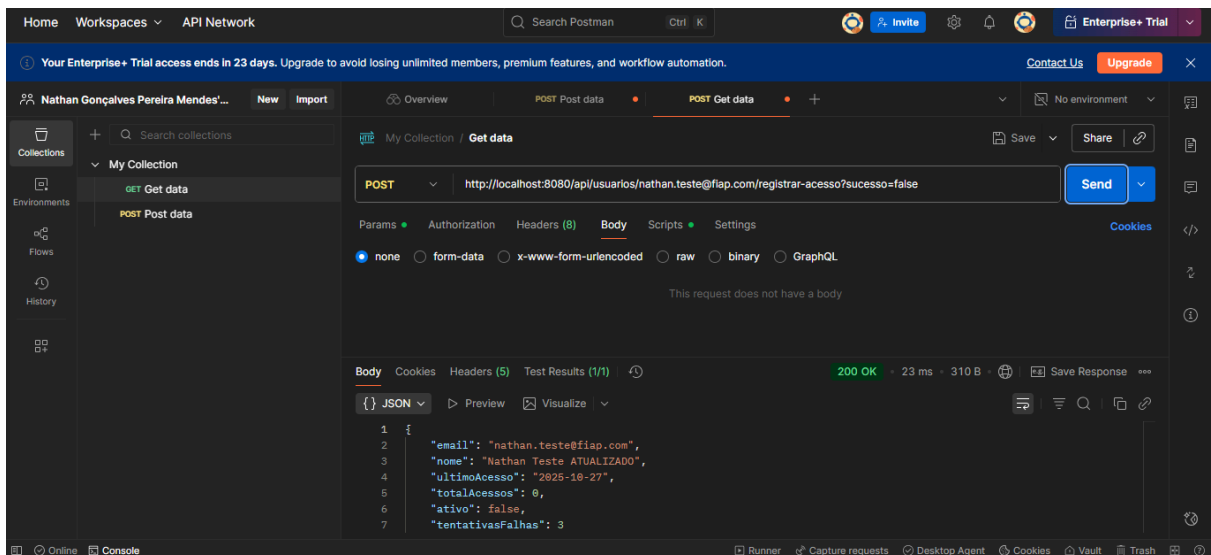 Home Workspaces API Network Search Postman Ctrl K Invite Enterprise+ Trial
Your Enterprise+ Trial access ends in 23 days. Upgrade to avoid losing unlimited members, premium features, and workflow automation. Contact Us Upgrade
Nathan Gonçalves Pereira Mendes'... New Import Overview POST Post data POST Get data No environment
Collections Search collections HTTP My Collection / Get data Save Share
My Collection
GET Get data POST http://localhost:8080/api/usuarios/nathan.teste@fiap.com/registrar-acesso?sucesso=false Send
Environments POST Post data
Params Authorization Headers (8) Body Scripts Settings Cookies
Flows none form-data x-www-form-urlencoded raw binary GraphQL
History This request does not have a body
Body Cookies Headers (5) Test Results (1/1) 200 OK 23 ms 310 B e.g. Save Response
{} JSON Preview Visualize
1 {
2 "email": "nathan.teste@fiap.com",
3 "nome": "Nathan Teste ATUALIZADO",
4 "ultimoAcesso": "2025-10-27",
5 "totalAcessos": 0,
6 "ativo": false,
7 "tentativasFalhas": 3
Online Console Runner Capture requests Desktop Agent Cookies Vault Trash